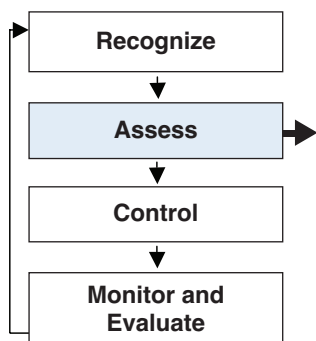 Recognize
Assess
Control
Monitor and
Evaluate